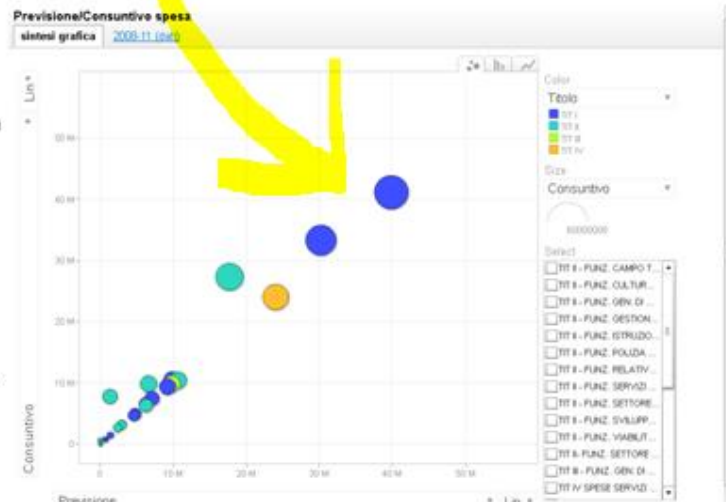 Previsione/Consuntivo spesa
sintesi grafica 2008-11 (dati)
Lin
Color
Titolo
TIT I
TIT II
TIT III
TIT IV
Size
Consuntivo
80000000
Select
TIT II - FUNZ. CAMPO T...
TIT II - FUNZ. CULTUR...
TIT II - FUNZ. GEN. DI ...
TIT II - FUNZ. GESTION...
TIT II - FUNZ. ISTRUZIO...
TIT II - FUNZ. POLIZIA ...
TIT II - FUNZ. RELATIV...
TIT II - FUNZ. SERVIZI ...
TIT II - FUNZ. SETTORE...
TIT II - FUNZ. SVILUPP...
TIT II - FUNZ. VIABILIT...
TIT II- FUNZ. SETTORE ...
TIT III - FUNZ. GEN. DI ...
TIT IV SPESE SERVIZI ...
40 M
30 M
20 M
10 M
0
Consuntivo
0 10 M 20 M 30 M 40 M 50 M
Previsione Lin